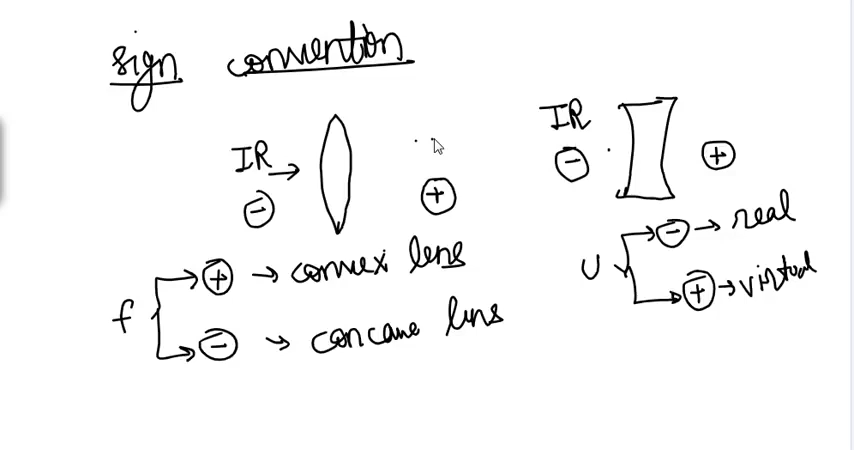 sign convention
IR →
⊖
⊕
IR
⊖
⊕
f
⊕ → convex lens
⊖ → concave lens
u
⊖ → real
⊕ → virtual